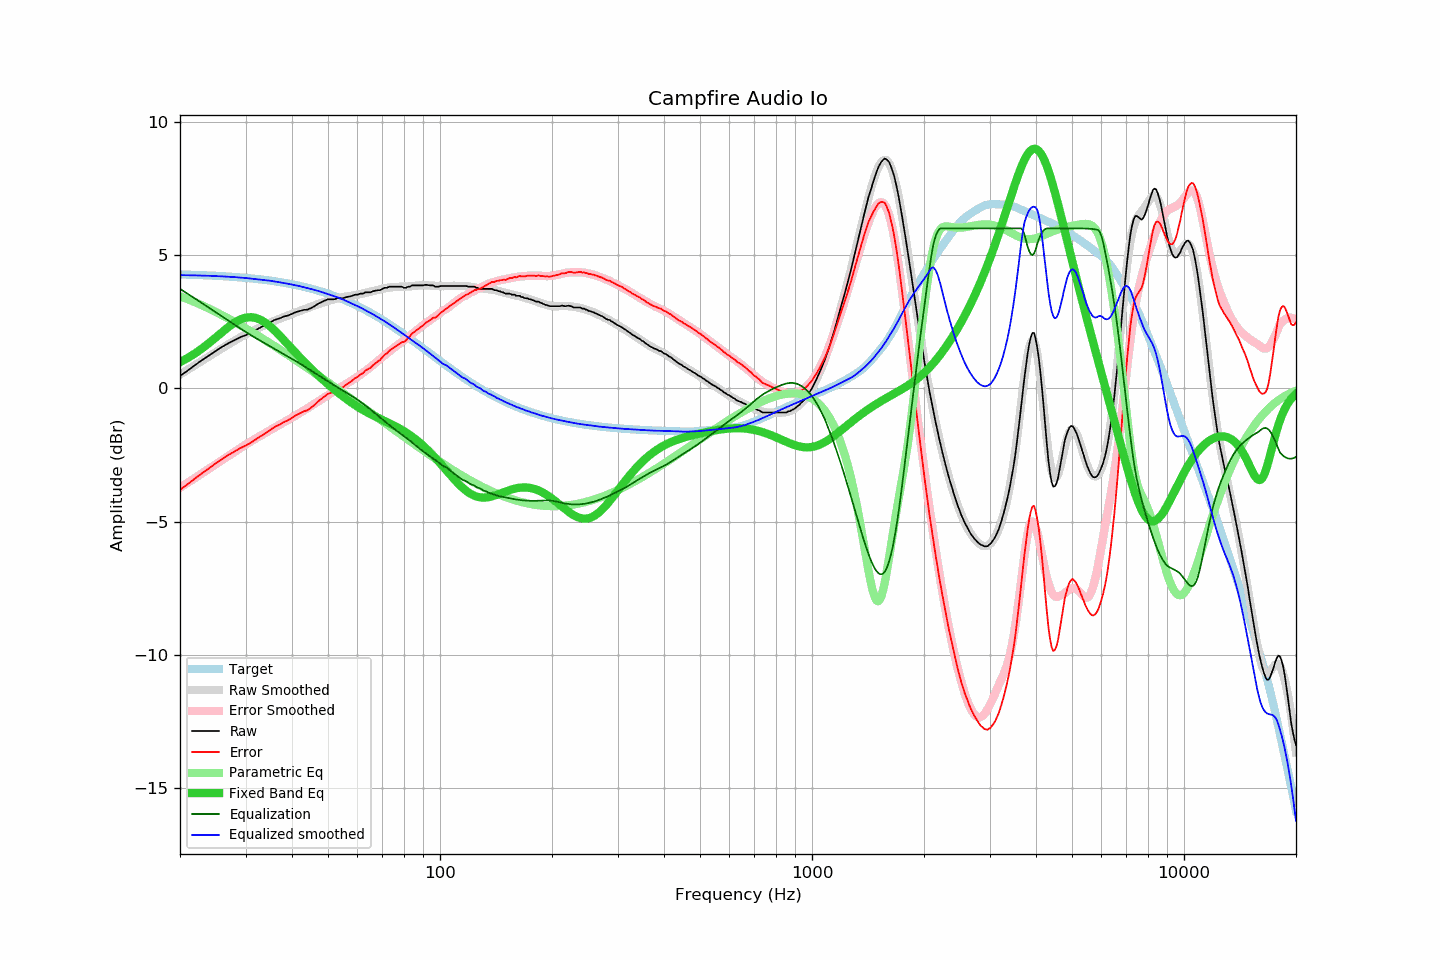 Campfire Audio Io
10
5
0
−5
−10
−15
Amplitude (dBr)
Target
Raw Smoothed
Error Smoothed
Raw
Error
Parametric Eq
Fixed Band Eq
Equalization
Equalized smoothed
100
1000
10000
Frequency (Hz)